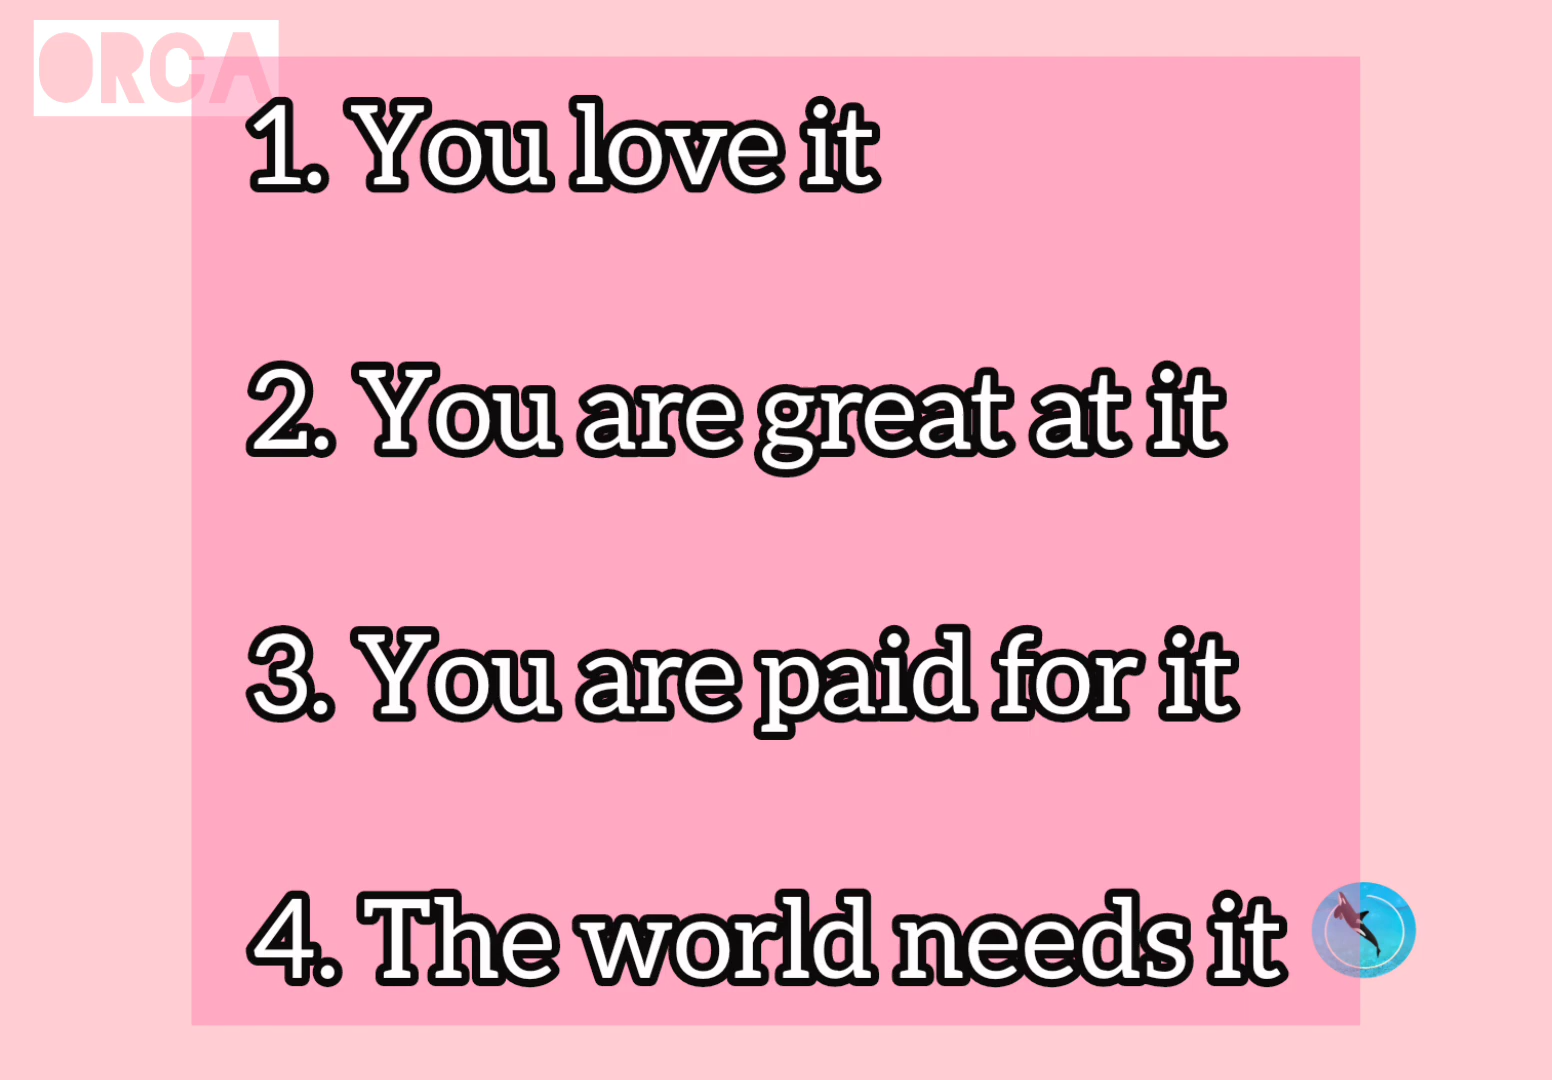 ORCA
1. You love it
2. You are great at it
3. You are paid for it
4. The world needs it